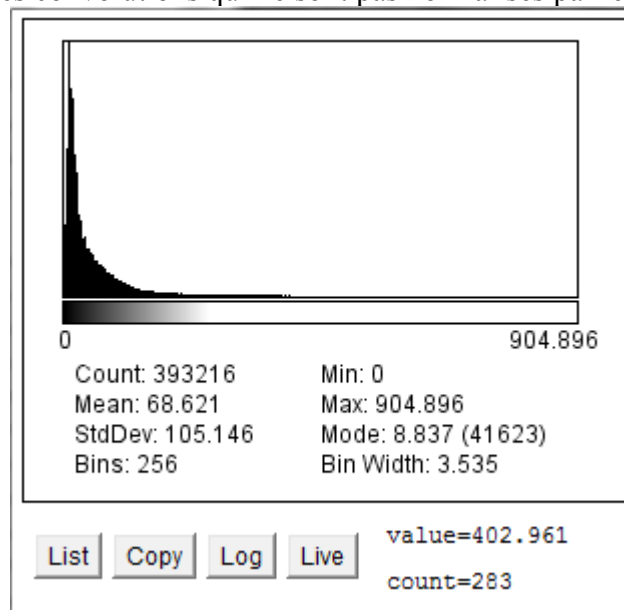 0 904.896
Count: 393216 Min: 0
Mean: 68.621 Max: 904.896
StdDev: 105.146 Mode: 8.837 (41623)
Bins: 256 Bin Width: 3.535
List Copy Log Live value=402.961
count=283